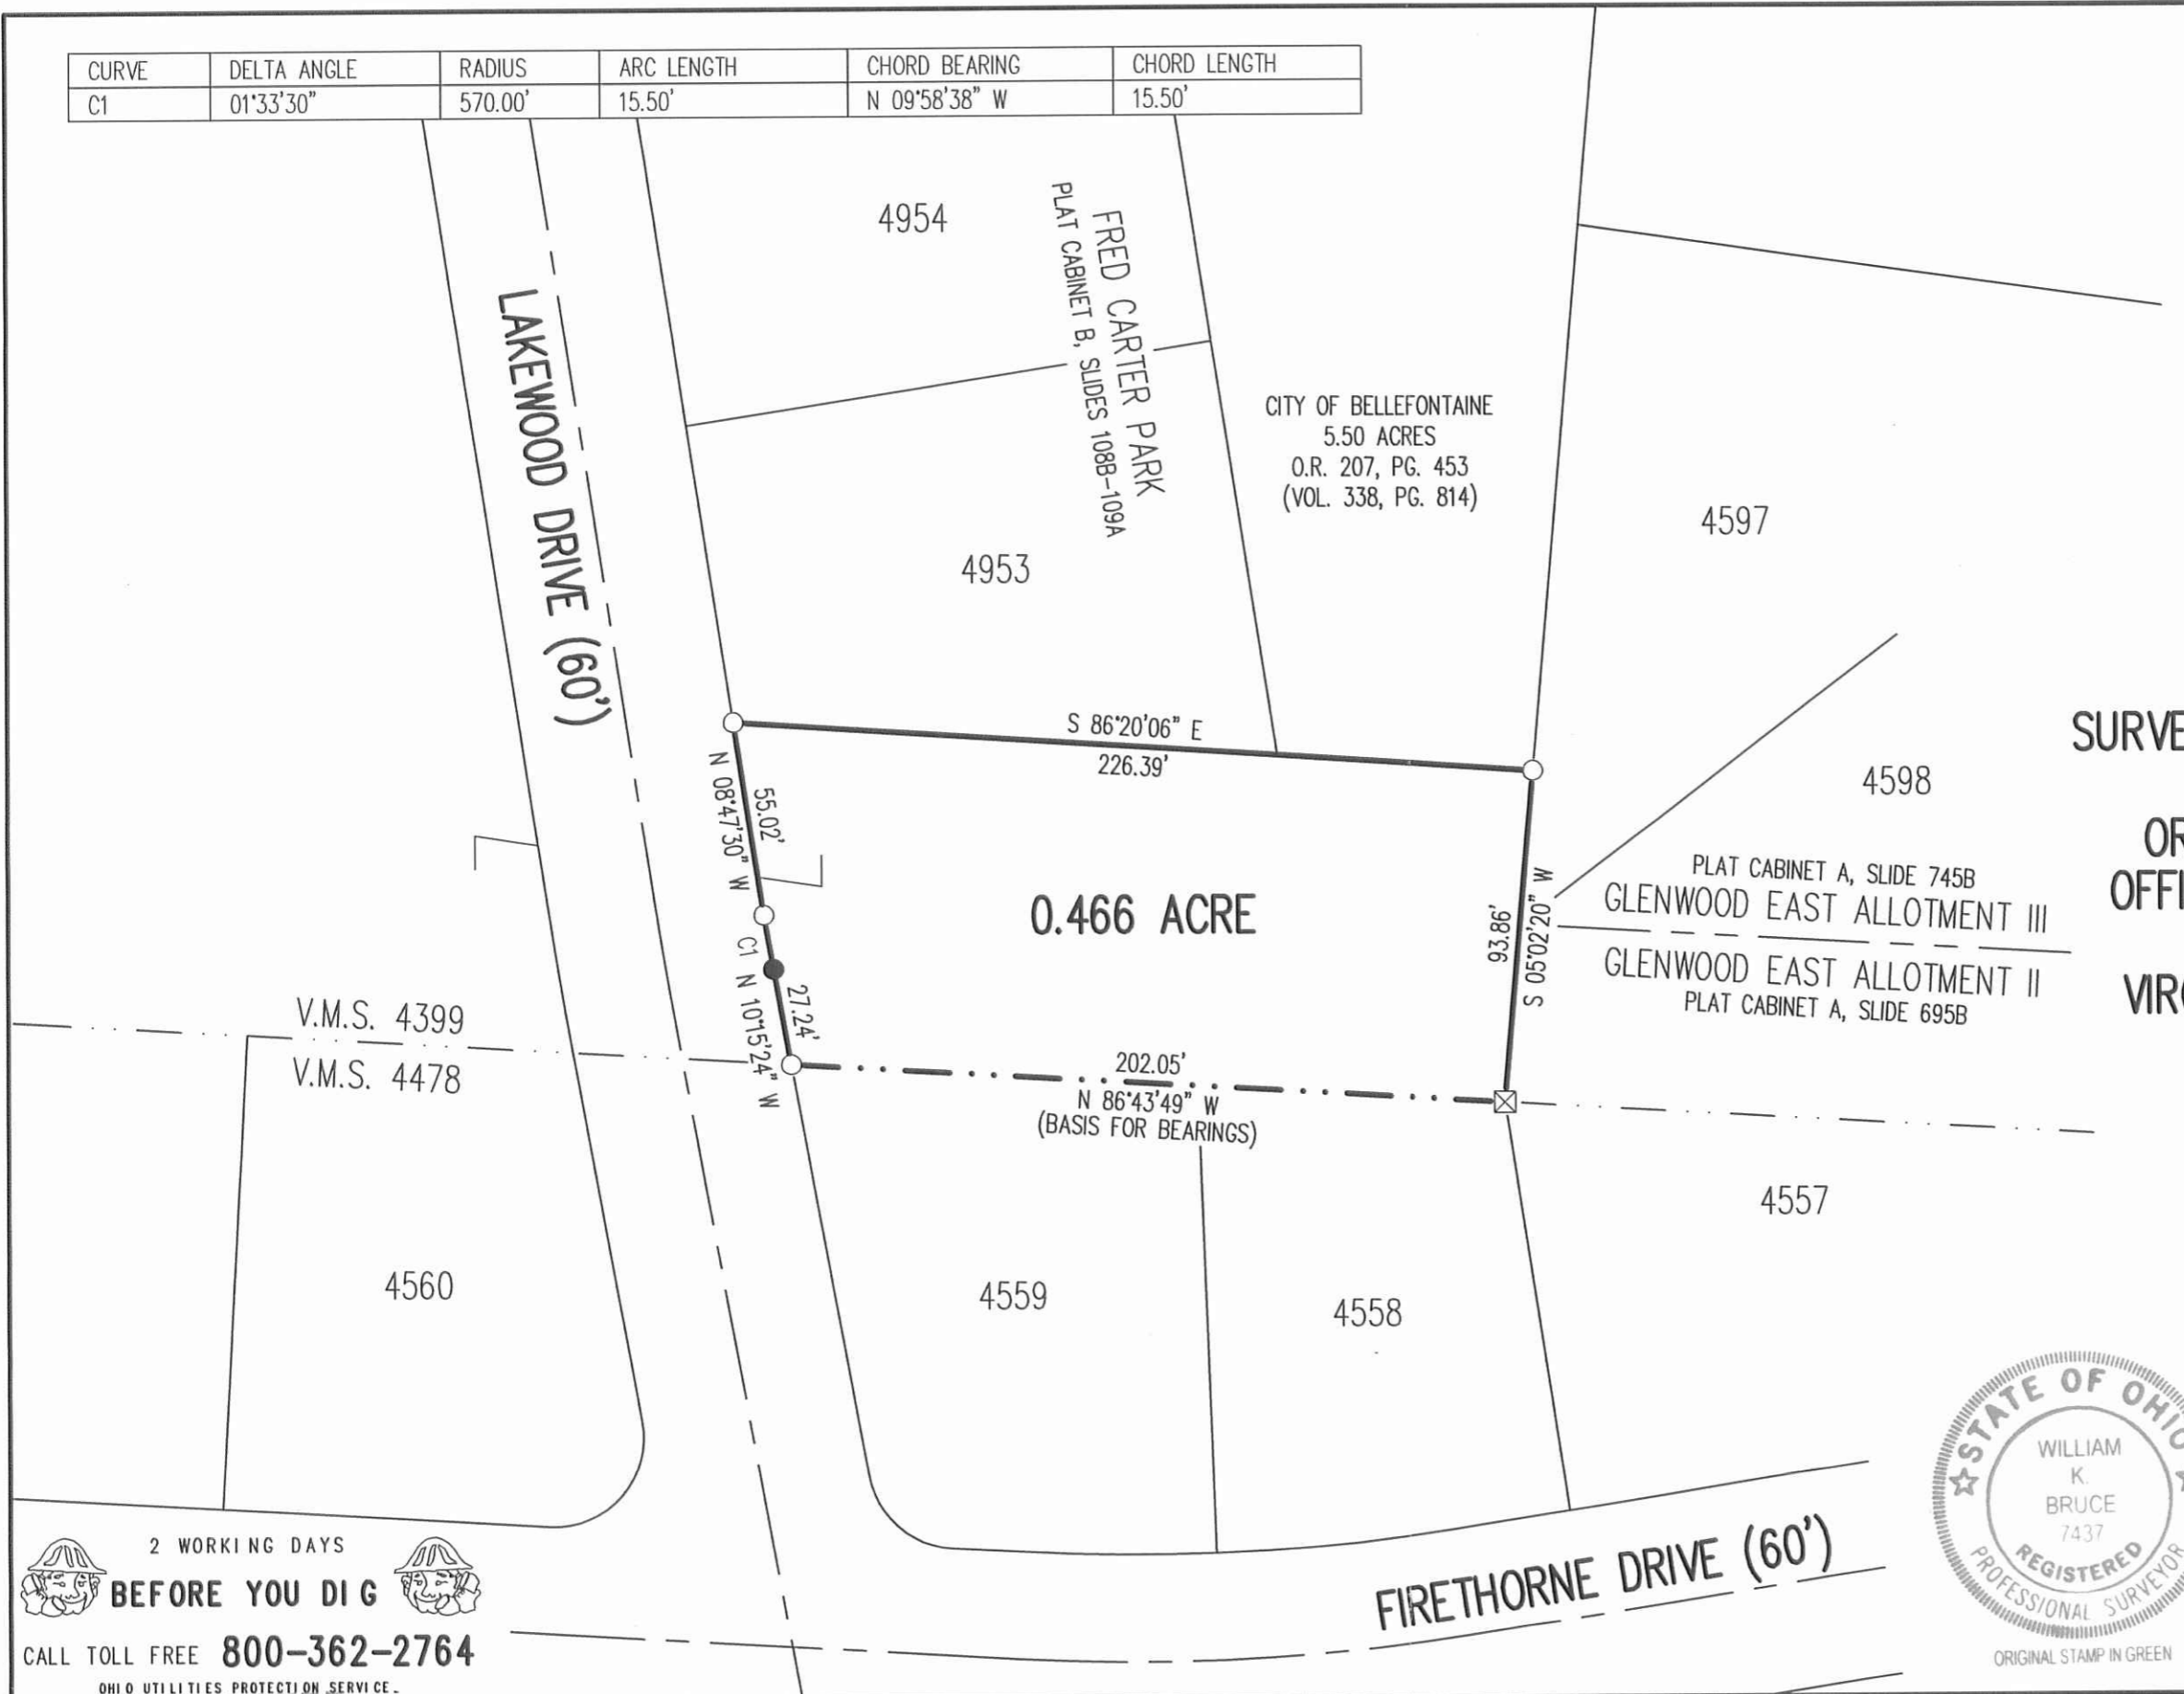 CURVE DELTA ANGLE RADIUS ARC LENGTH CHORD BEARING CHORD LENGTH
C1 01°33'30" 570.00' 15.50' N 09°58'38" W 15.50'
4954
FRED CARTER PARK
PLAT CABINET B, SLIDES 108B-109A
LAKEWOOD DRIVE (60')
CITY OF BELLEFONTAINE
5.50 ACRES
O.R. 207, PG. 453
(VOL. 338, PG. 814)
4597
4953
S 86°20'06" E
226.39'
SURVE
4598
N 08°47'30" W
55.02'
OR
OFFI
PLAT CABINET A, SLIDE 745B
GLENWOOD EAST ALLOTMENT III
0.466 ACRE
93.86'
S 05°02'20" W
GLENWOOD EAST ALLOTMENT II
PLAT CABINET A, SLIDE 695B
C1
N 10°15'24" W
27.24'
V.M.S. 4399
V.M.S. 4478
202.05'
N 86°43'49" W
(BASIS FOR BEARINGS)
4557
4560
4559
4558
STATE OF OHIO
WILLIAM
K.
BRUCE
7437
REGISTERED
PROFESSIONAL SURVEYOR
ORIGINAL STAMP IN GREEN
FIRETHORNE DRIVE (60')
2 WORKING DAYS
BEFORE YOU DIG
CALL TOLL FREE 800-362-2764
OHIO UTILITIES PROTECTION SERVICE